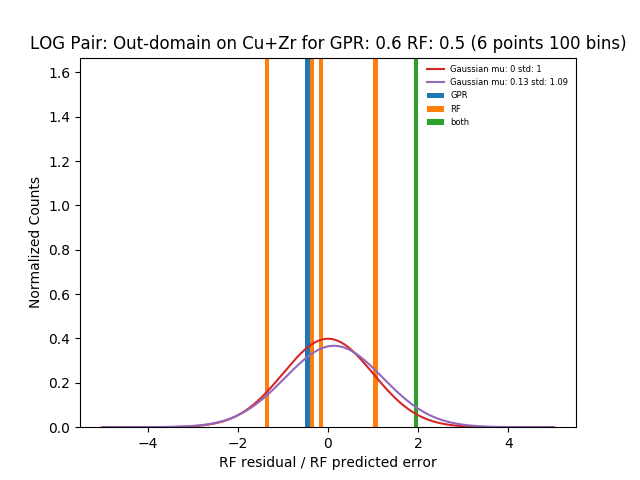 LOG Pair: Out-domain on Cu+Zr for GPR: 0.6 RF: 0.5 (6 points 100 bins)
Gaussian mu: 0 std: 1
Gaussian mu: 0.13 std: 1.09
GPR
RF
both
Normalized Counts
1.6
1.4
1.2
1.0
0.8
0.6
0.4
0.2
0.0
−4 −2 0 2 4
RF residual / RF predicted error